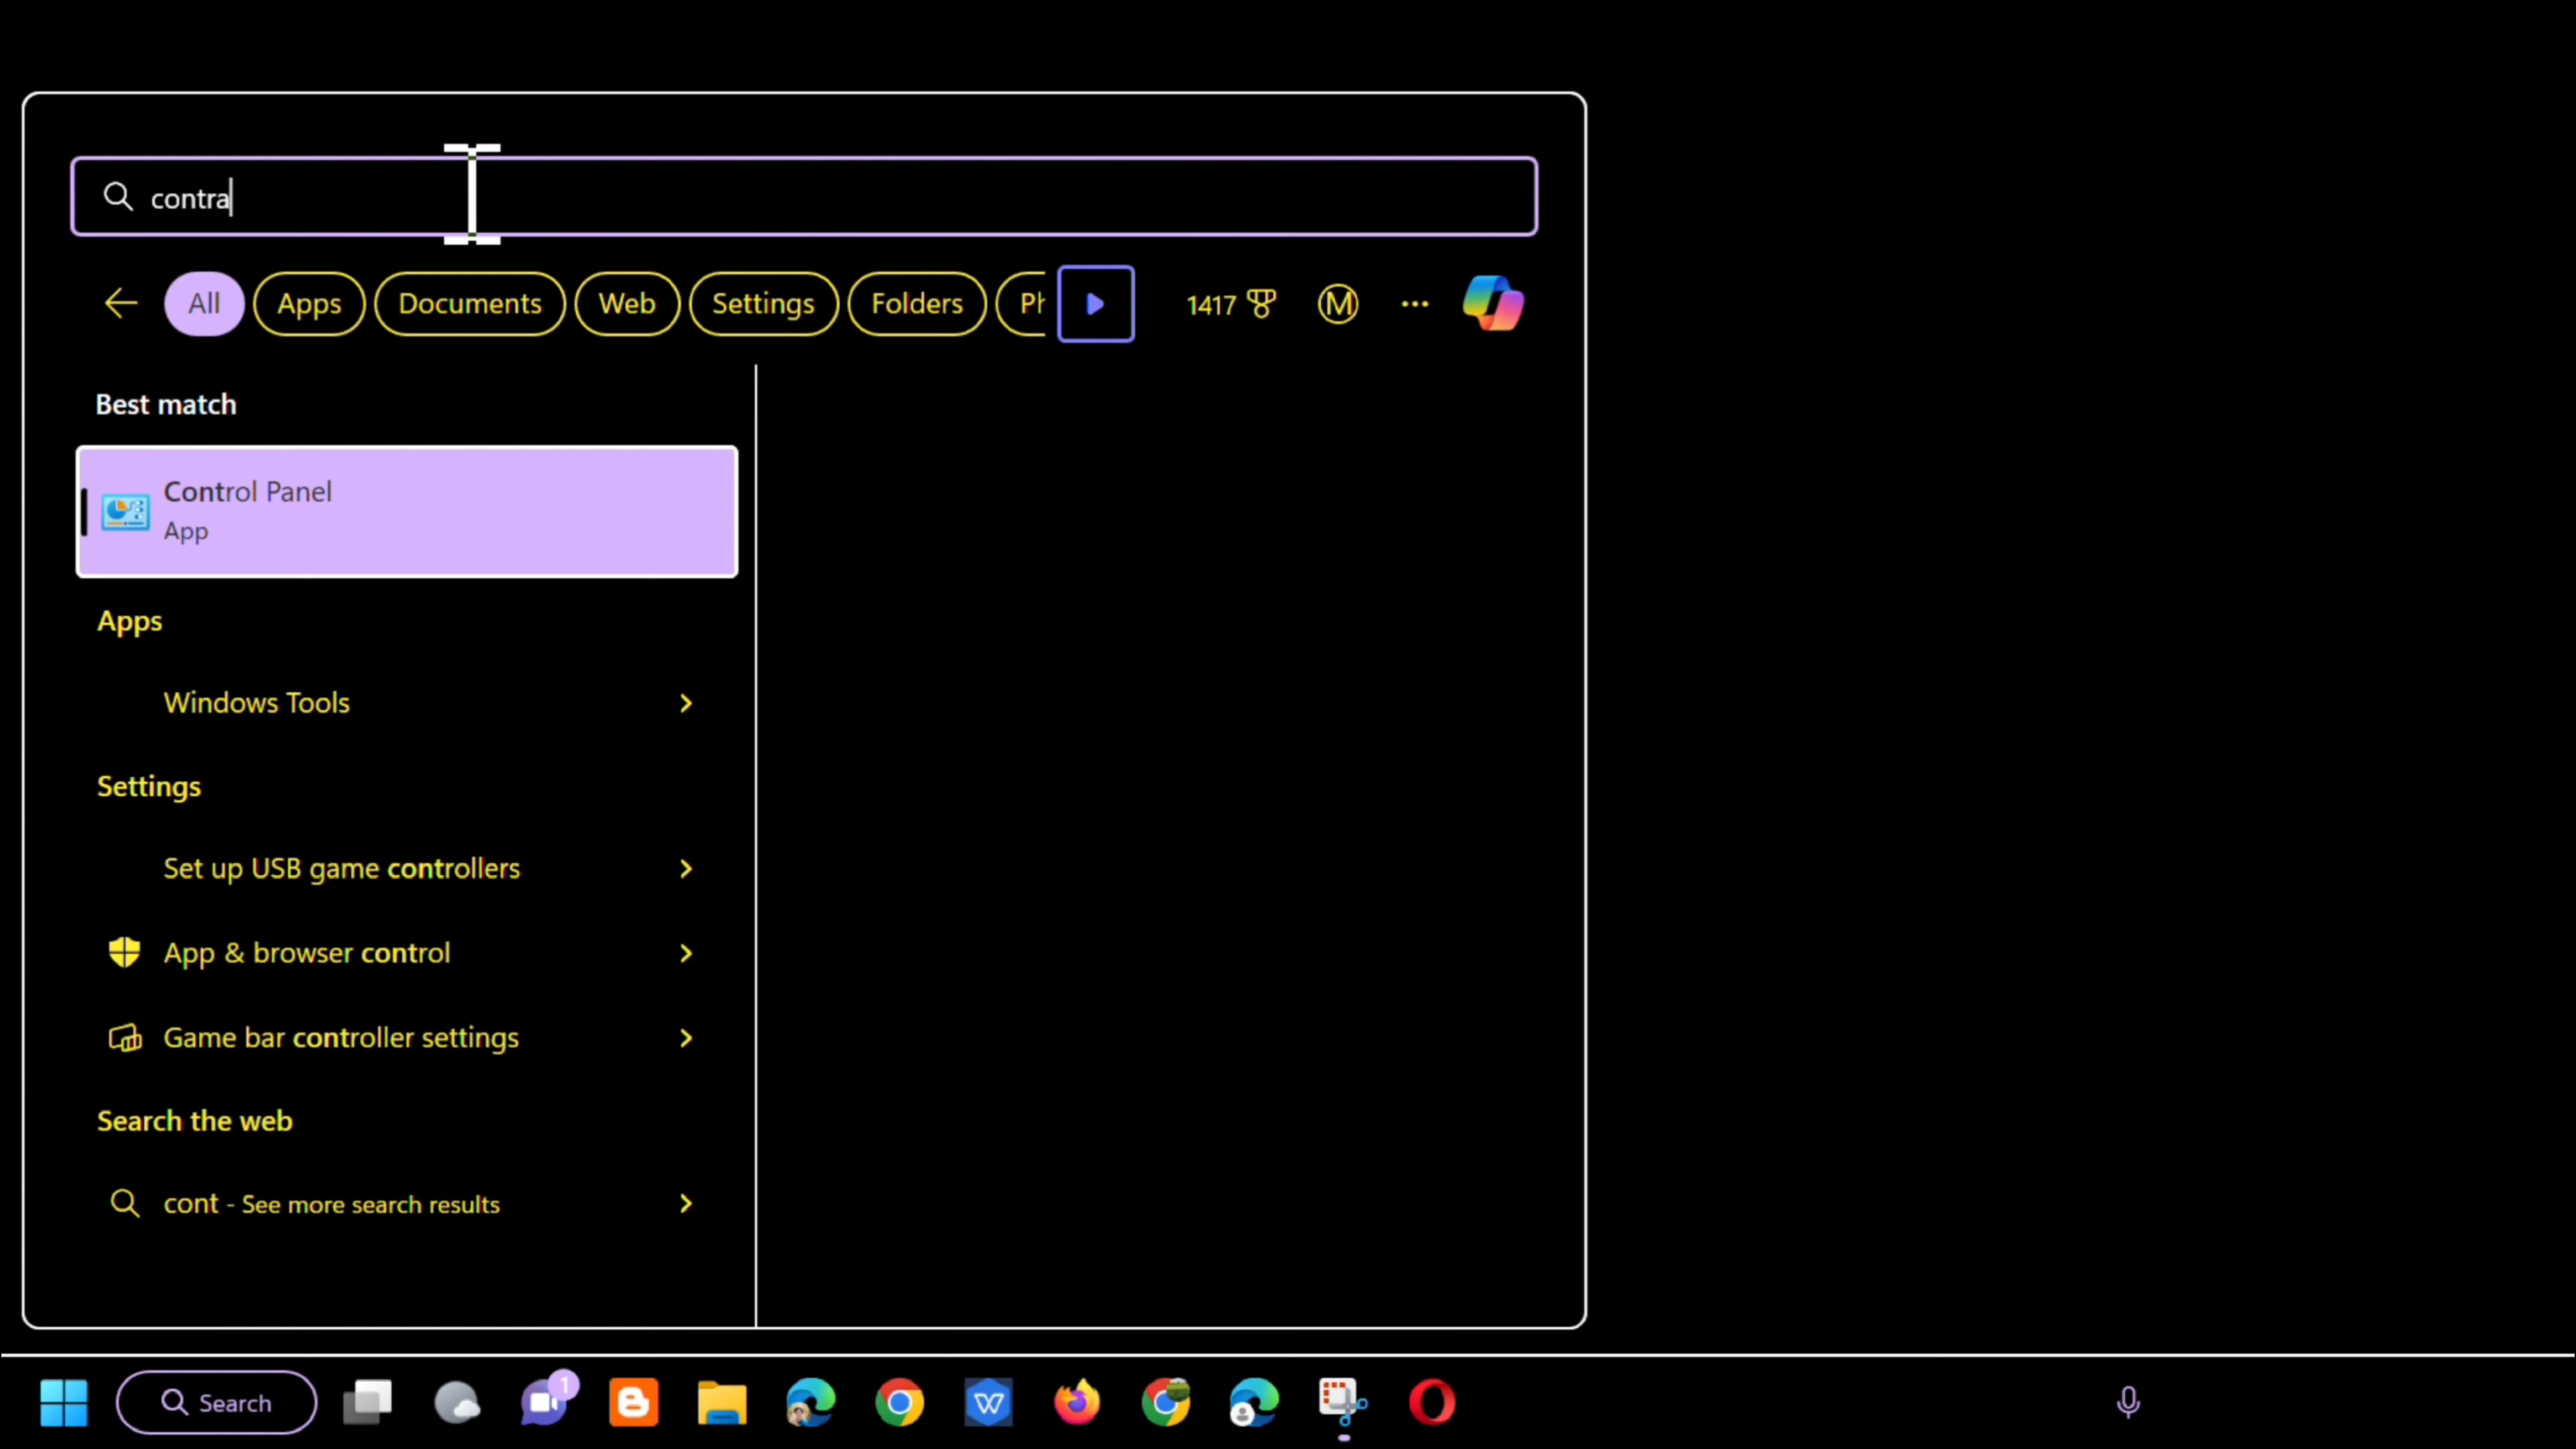 contra
All Apps Documents Web Settings Folders Ph 1417 M
Best match
Control Panel
App
Apps
Windows Tools
Settings
Set up USB game controllers
App & browser control
Game bar controller settings
Search the web
cont - See more search results
Search 1